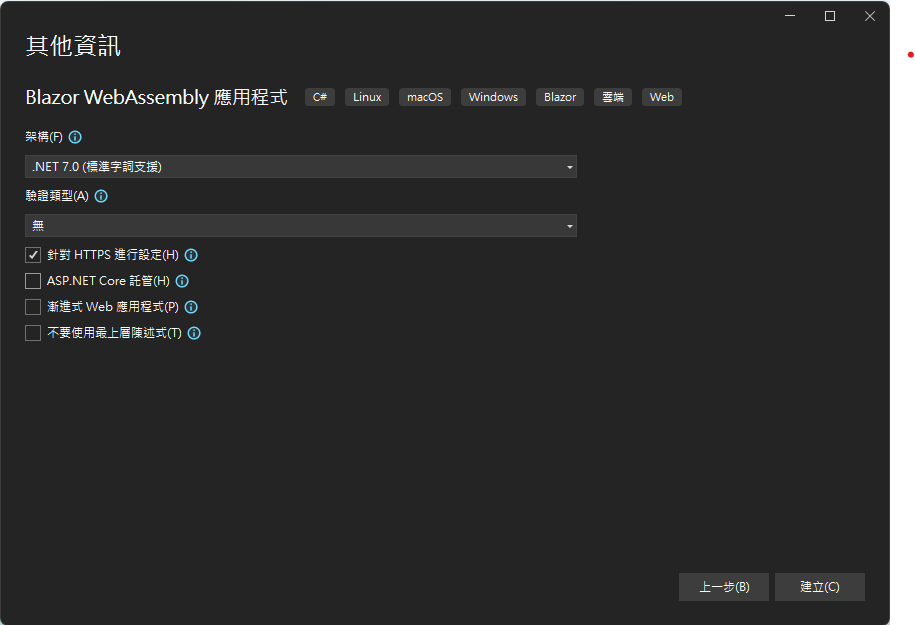 其他資訊
Blazor WebAssembly 應用程式 C# Linux macOS Windows Blazor 雲端 Web
架構(F)
.NET 7.0 (標準字詞支援)
驗證類型(A)
無
針對 HTTPS 進行設定(H)
ASP.NET Core 託管(H)
漸進式 Web 應用程式(P)
不要使用最上層陳述式(T)
上一步(B) 建立(C)